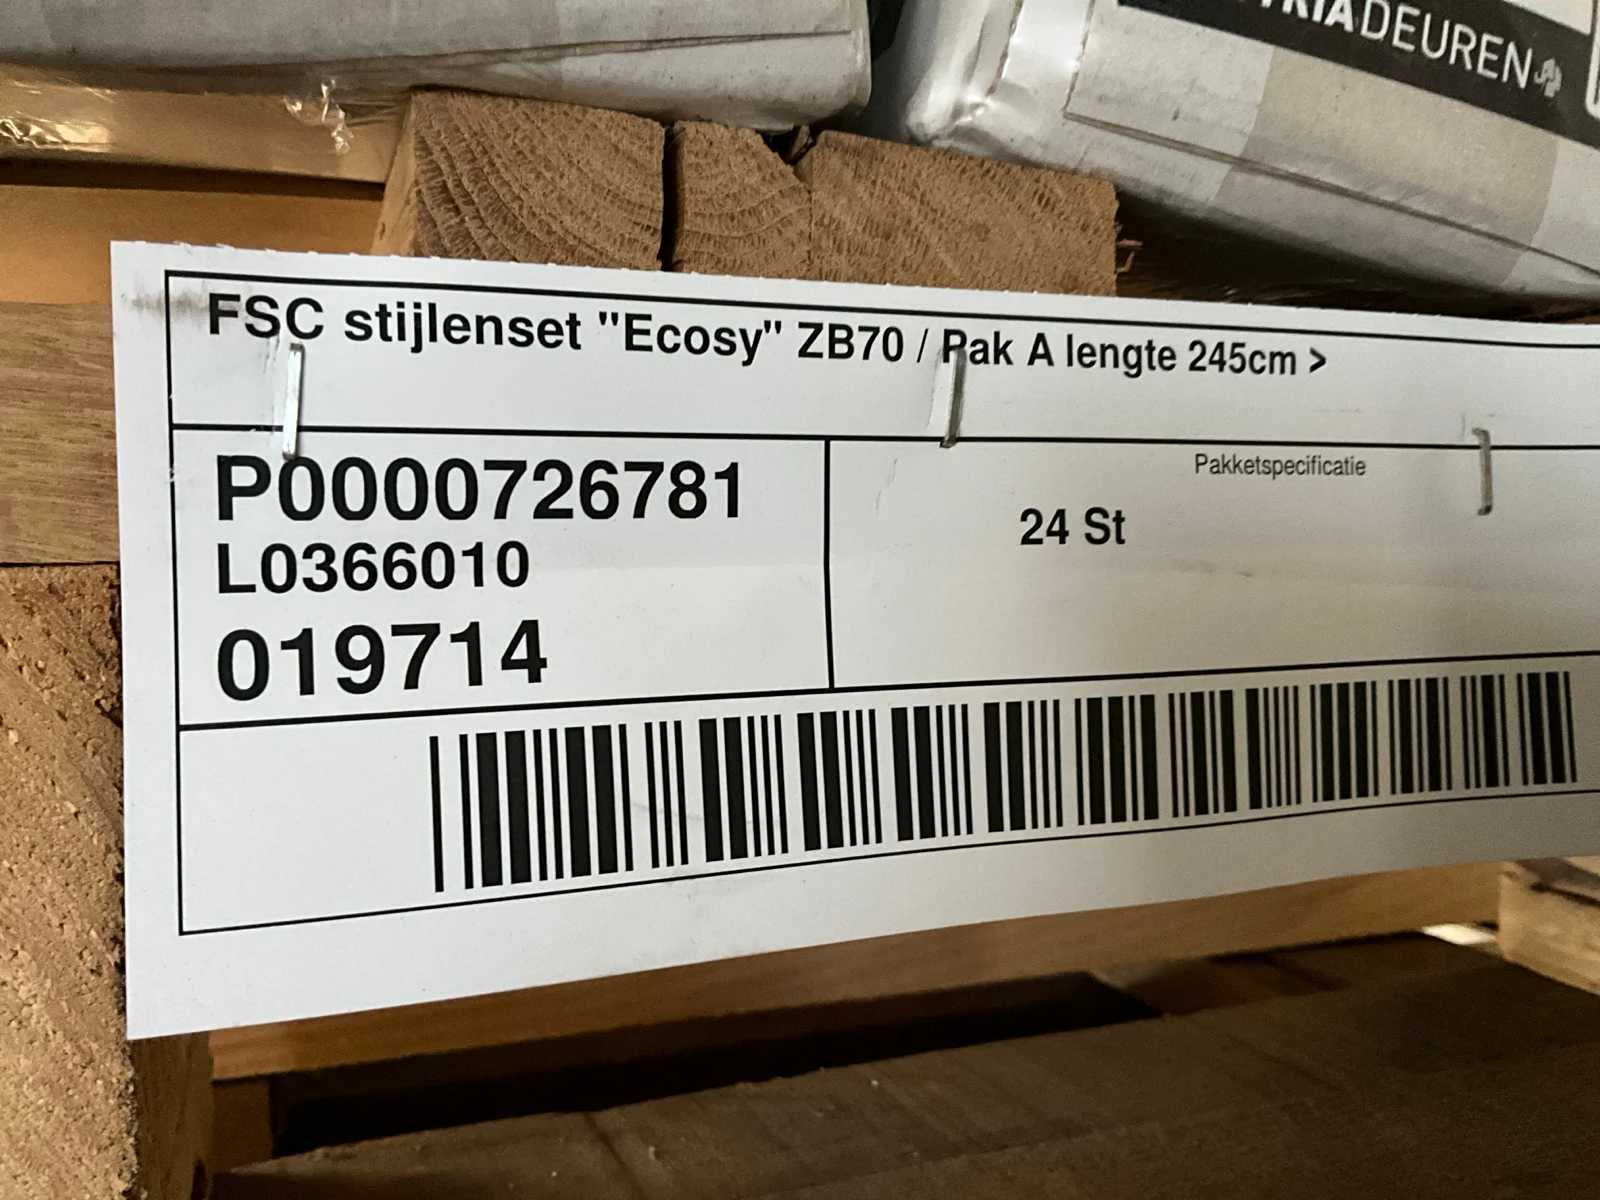 DEUREN
FSC stijlenset "Ecosy" ZB70 / Pak A lengte 245cm >
P0000726781
L0366010
019714
Pakketspecificatie
24 St